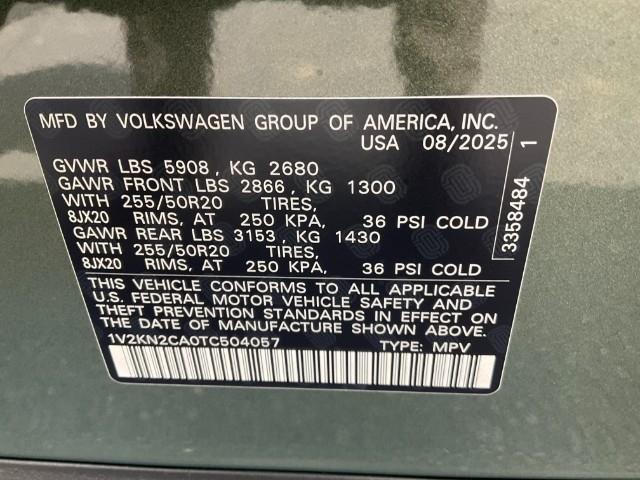 MFD BY VOLKSWAGEN GROUP OF AMERICA, INC.
USA 08/2025
GVWR LBS 5908, KG 2680
GAWR FRONT LBS 2866, KG 1300
WITH 255/50R20 TIRES,
8JX20 RIMS, AT 250 KPA, 36 PSI COLD
GAWR REAR LBS 3153, KG 1430
WITH 255/50R20 TIRES,
8JX20 RIMS, AT 250 KPA, 36 PSI COLD
THIS VEHICLE CONFORMS TO ALL APPLICABLE
U.S. FEDERAL MOTOR VEHICLE SAFETY AND
THEFT PREVENTION STANDARDS IN EFFECT ON
THE DATE OF MANUFACTURE SHOWN ABOVE.
1V2KN2CA0TC504057 TYPE: MPV
3358484 1